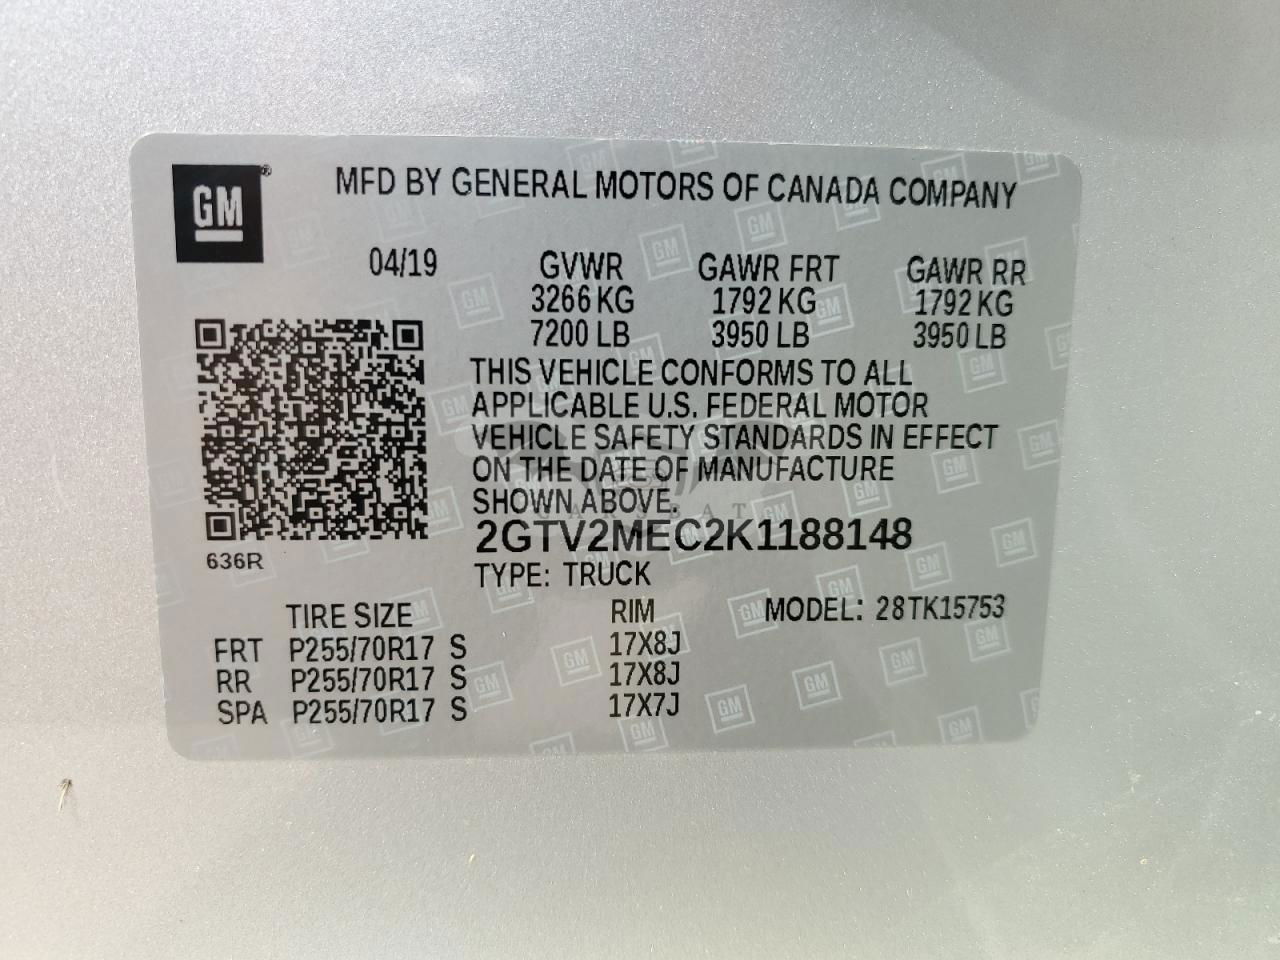 GM
MFD BY GENERAL MOTORS OF CANADA COMPANY
04/19 GVWR GAWR FRT GAWR RR
3266 KG 1792 KG 1792 KG
7200 LB 3950 LB 3950 LB
THIS VEHICLE CONFORMS TO ALL
APPLICABLE U.S. FEDERAL MOTOR
VEHICLE SAFETY STANDARDS IN EFFECT
ON THE DATE OF MANUFACTURE
SHOWN ABOVE.
2GTV2MEC2K1188148
636R
TYPE: TRUCK
TIRE SIZE RIM MODEL: 28TK15753
FRT P255/70R17 S 17X8J
RR P255/70R17 S 17X8J
SPA P255/70R17 S 17X7J